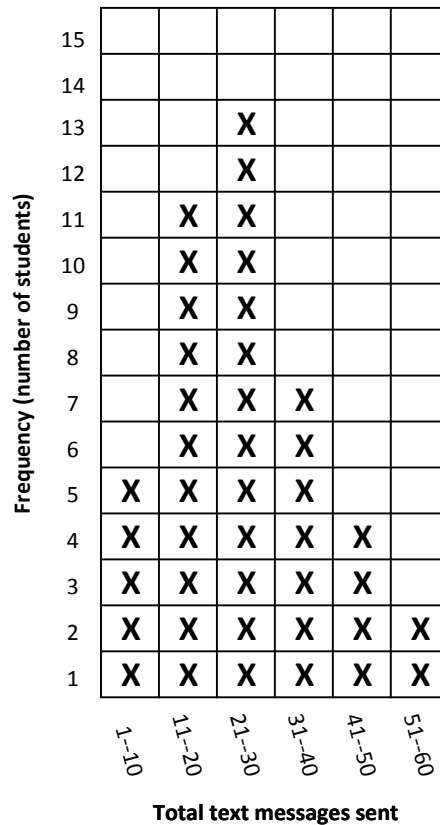 Frequency (number of students)
15
14
13 X
12 X
11 X X
10 X X
9 X X
8 X X
7 X X X
6 X X X
5 X X X X
4 X X X X X
3 X X X X X
2 X X X X X X
1 X X X X X X
1--10 11--20 21--30 31--40 41--50 51--60
Total text messages sent